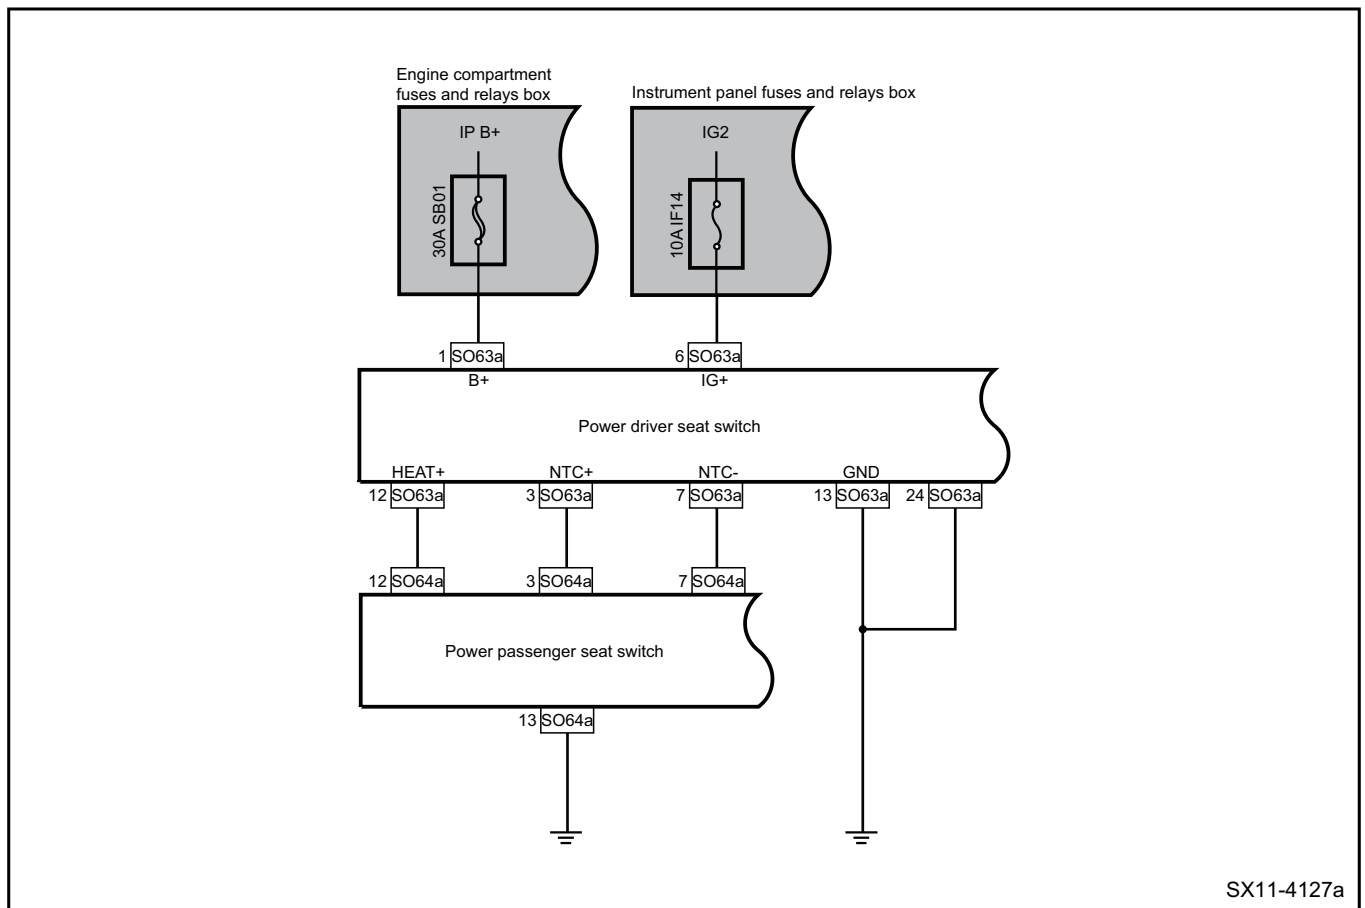 Engine compartment
fuses and relays box
Instrument panel fuses and relays box
IP B+
IG2
30A SB01
10A IF14
1 SO63a
6 SO63a
B+
IG+
Power driver seat switch
HEAT+
NTC+
NTC-
GND
12 SO63a
3 SO63a
7 SO63a
13 SO63a
24 SO63a
12 SO64a
3 SO64a
7 SO64a
Power passenger seat switch
13 SO64a
SX11-4127a